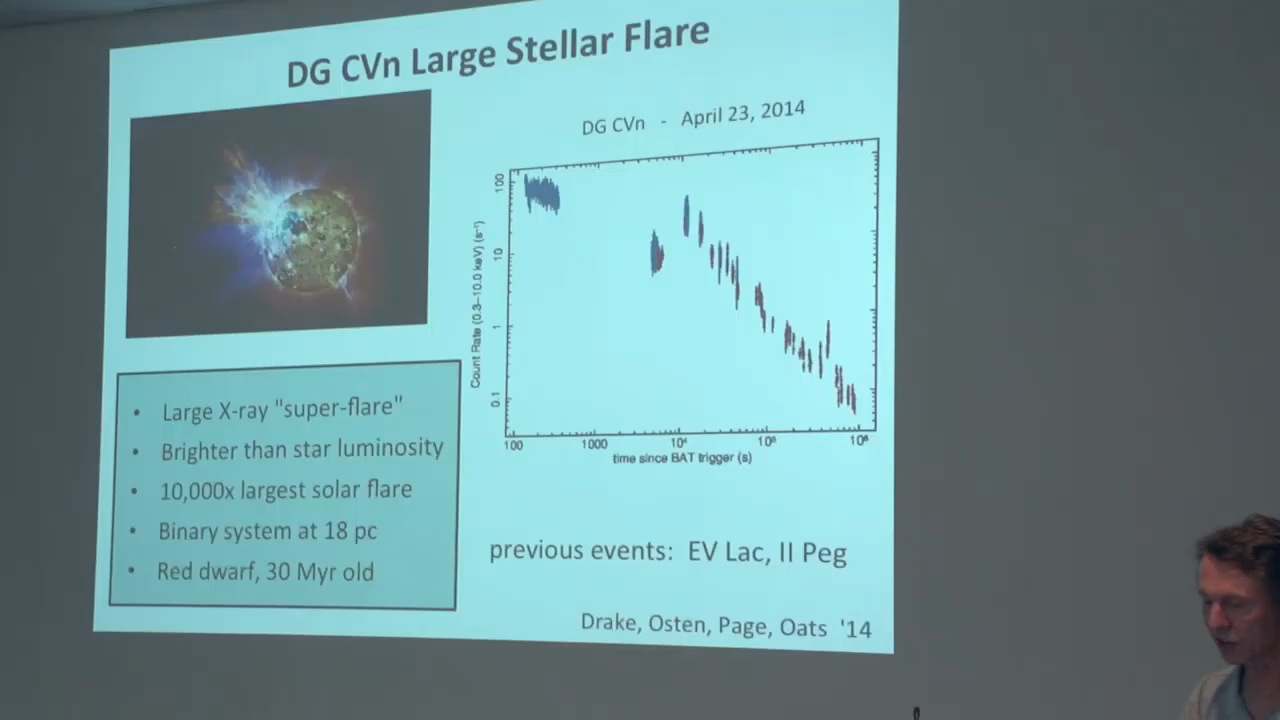 DG CVn Large Stellar Flare
DG CVn - April 23, 2014
100
10
1
0.1
Count Rate (0.3–10.0 keV) (s⁻¹)
100 1000 10⁴ 10⁵ 10⁶
time since BAT trigger (s)
• Large X-ray "super-flare"
• Brighter than star luminosity
• 10,000x largest solar flare
• Binary system at 18 pc
• Red dwarf, 30 Myr old
previous events: EV Lac, II Peg
Drake, Osten, Page, Oats '14